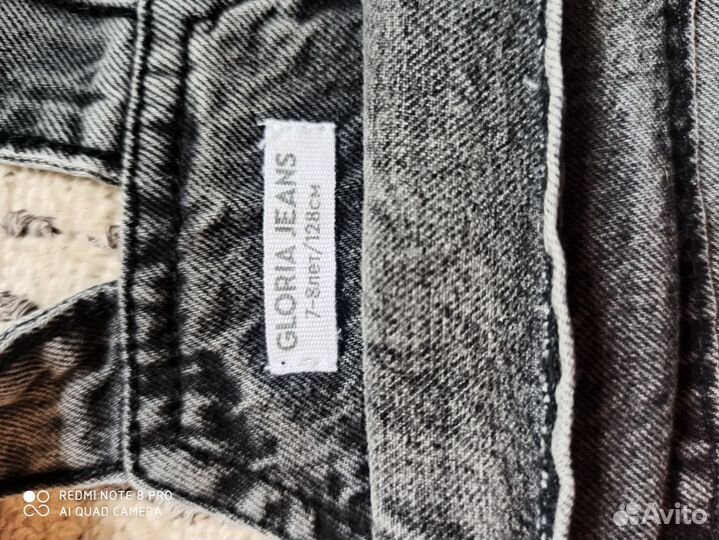 GLORIA JEANS
7-8лет/128см
REDMI NOTE 8 PRO
AI QUAD CAMERA
Avito